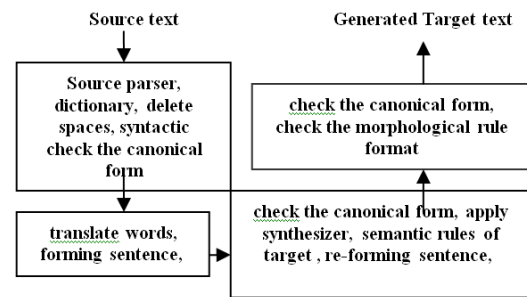 Source text
Source parser,
dictionary, delete
spaces, syntactic
check the canonical
form
translate words,
forming sentence,
check the canonical form, apply
synthesizer, semantic rules of
target , re-forming sentence,
check the canonical form,
check the morphological rule
format
Generated Target text